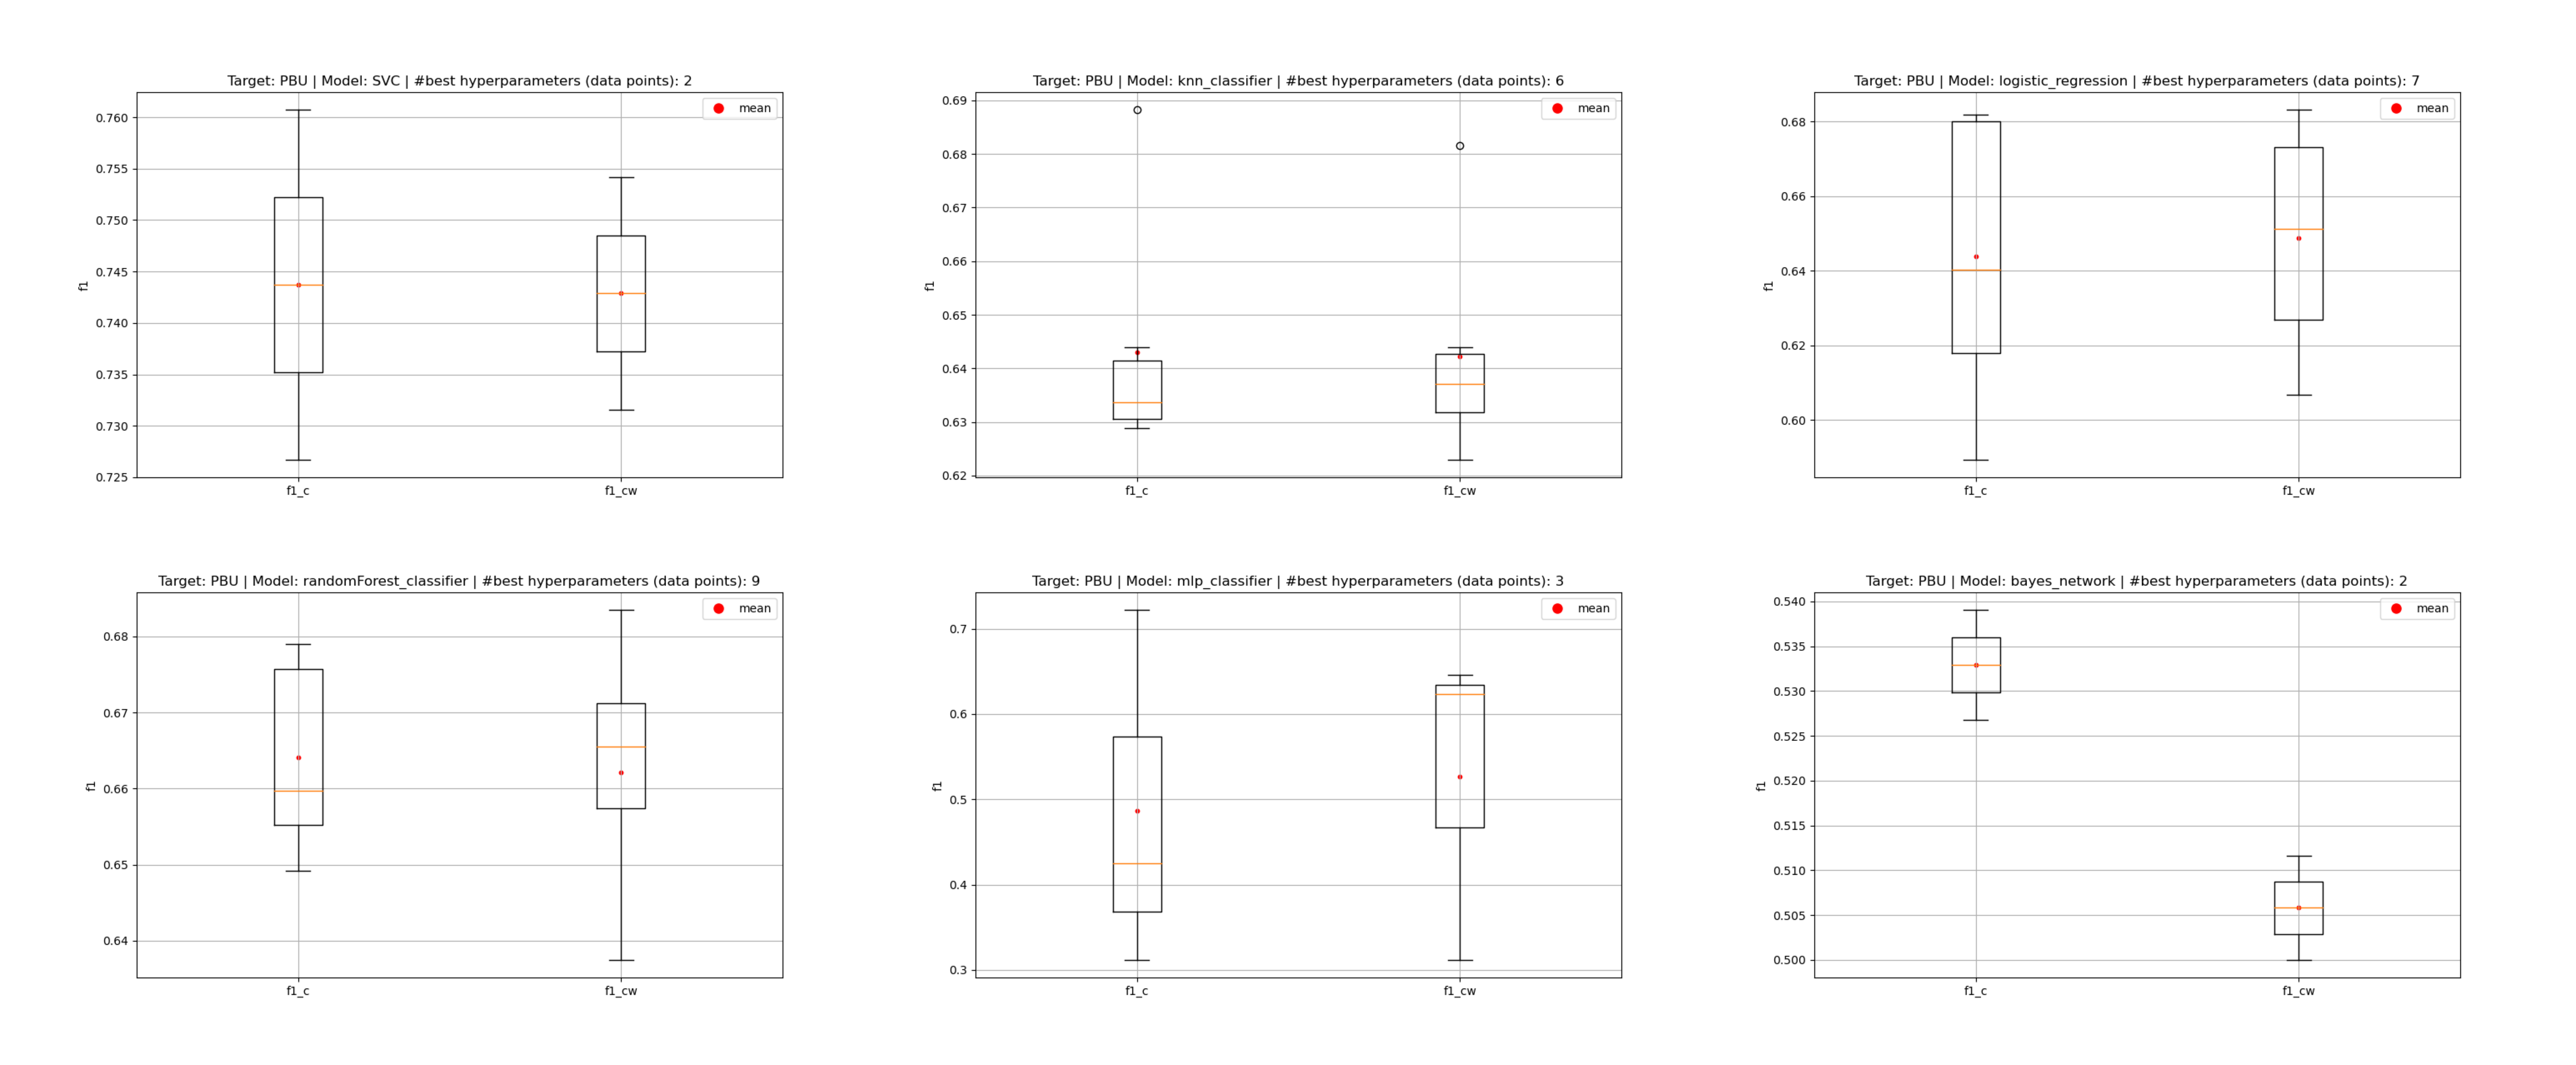 Target: PBU | Model: SVC | #best hyperparameters (data points): 2
mean
0.760
0.755
0.750
0.745
0.740
0.735
0.730
0.725
f1
f1_c
f1_cw
Target: PBU | Model: knn_classifier | #best hyperparameters (data points): 6
mean
0.69
0.68
0.67
0.66
0.65
0.64
0.63
0.62
f1
f1_c
f1_cw
Target: PBU | Model: logistic_regression | #best hyperparameters (data points): 7
mean
0.68
0.66
0.64
0.62
0.60
f1
f1_c
f1_cw
Target: PBU | Model: randomForest_classifier | #best hyperparameters (data points): 9
mean
0.68
0.67
0.66
0.65
0.64
f1
f1_c
f1_cw
Target: PBU | Model: mlp_classifier | #best hyperparameters (data points): 3
mean
0.7
0.6
0.5
0.4
0.3
f1
f1_c
f1_cw
Target: PBU | Model: bayes_network | #best hyperparameters (data points): 2
mean
0.540
0.535
0.530
0.525
0.520
0.515
0.510
0.505
0.500
f1
f1_c
f1_cw